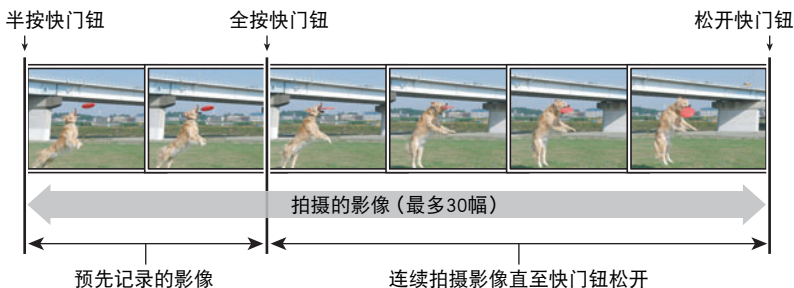 半按快门钮 全按快门钮 松开快门钮
拍摄的影像（最多30幅）
预先记录的影像 连续拍摄影像直至快门钮松开